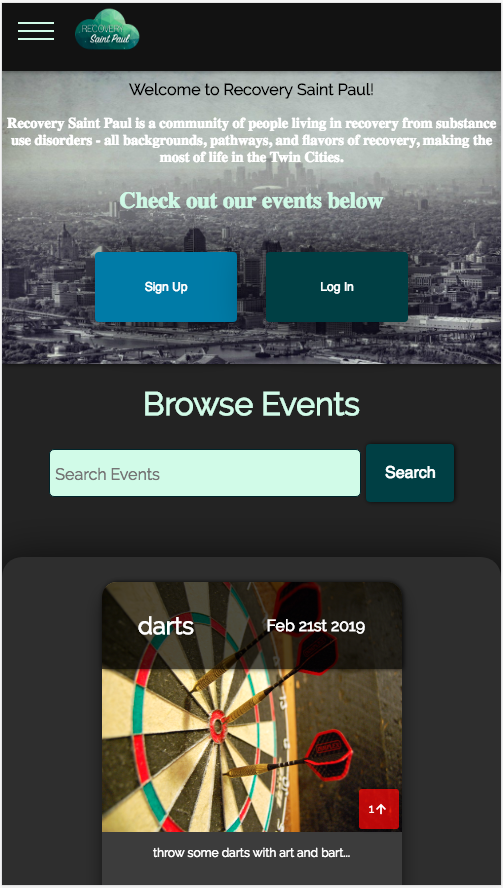 RECOVERY
Saint Paul
Welcome to Recovery Saint Paul!
Recovery Saint Paul is a community of people living in recovery from substance
use disorders - all backgrounds, pathways, and flavors of recovery, making the
most of life in the Twin Cities.
Check out our events below
Sign Up Log In
Browse Events
Search Events Search
darts Feb 21st 2019
1
throw some darts with art and bart...